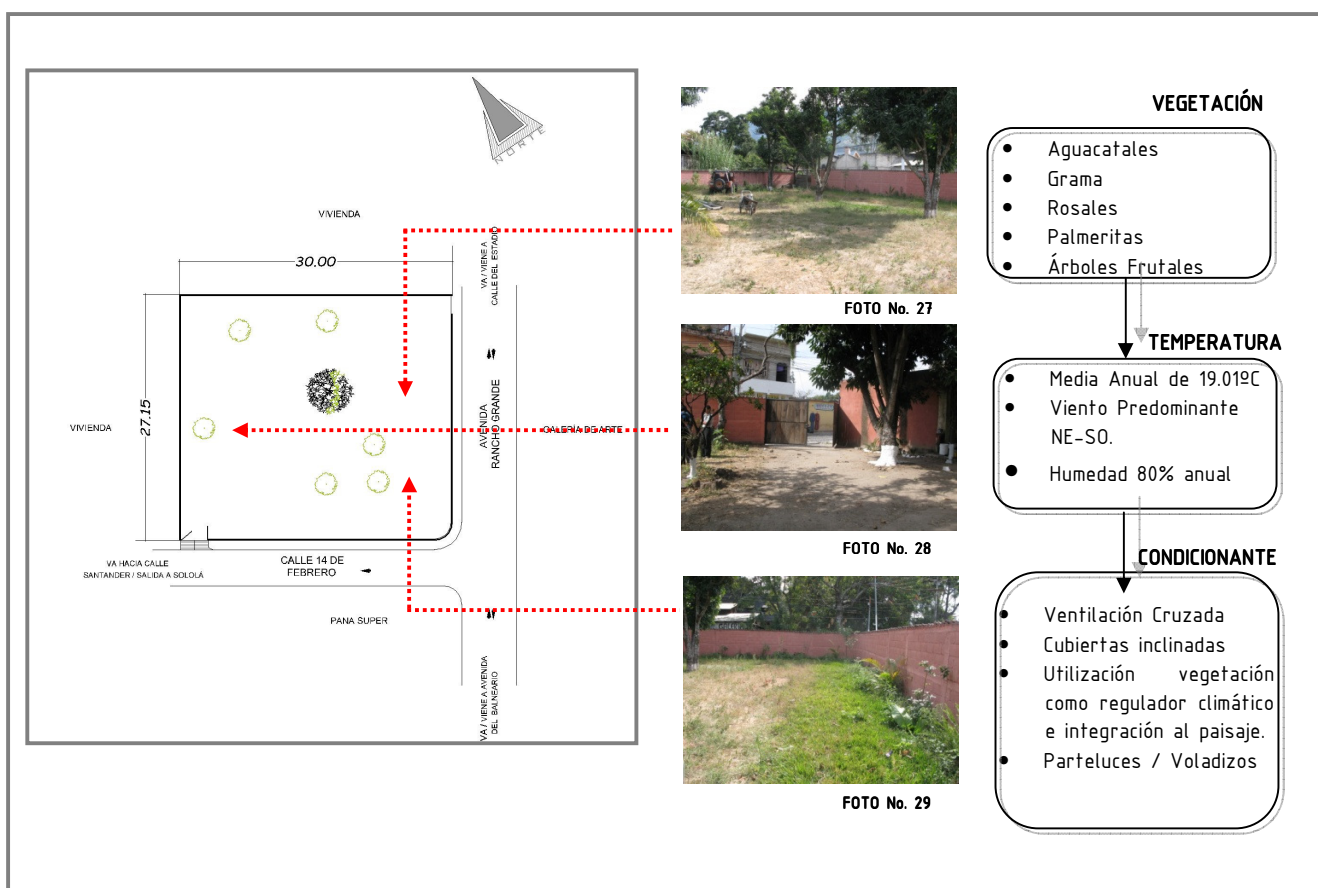 NORTE
VIVIENDA
30.00
27.15
VIVIENDA
VA / VIENE A
CALLE DEL ESTADIO
AVENIDA
RANCHO GRANDE
GALERÍA DE ARTE
CALLE 14 DE
FEBRERO
VA HACIA CALLE
SANTANDER / SALIDA A SOLOLÁ
PANA SUPER
VA / VIENE A AVENIDA
DEL BALNEARIO
FOTO No. 27
FOTO No. 28
FOTO No. 29
VEGETACIÓN
• Aguacatales
• Grama
• Rosales
• Palmeritas
• Árboles Frutales
TEMPERATURA
• Media Anual de 19.01ºC
• Viento Predominante
NE-SO.
• Humedad 80% anual
CONDICIONANTE
• Ventilación Cruzada
• Cubiertas inclinadas
• Utilización vegetación
como regulador climático
e integración al paisaje.
• Parteluces / Voladizos